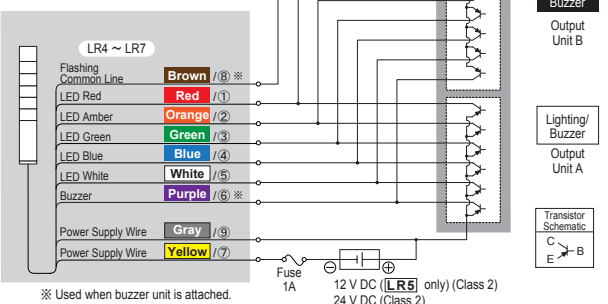 LR4 ~ LR7
Flashing
Common Line
Brown /⑧ ※
LED Red
Red /①
LED Amber
Orange /②
LED Green
Green /③
LED Blue
Blue /④
LED White
White /⑤
Buzzer
Purple /⑥ ※
Power Supply Wire
Gray /⑨
Power Supply Wire
Yellow /⑦
※ Used when buzzer unit is attached.
Fuse
1A
12 V DC (LR5 only) (Class 2)
24 V DC (Class 2)
Buzzer
Output
Unit B
Lighting/
Buzzer
Output
Unit A
Transistor
Schematic
C
B
E